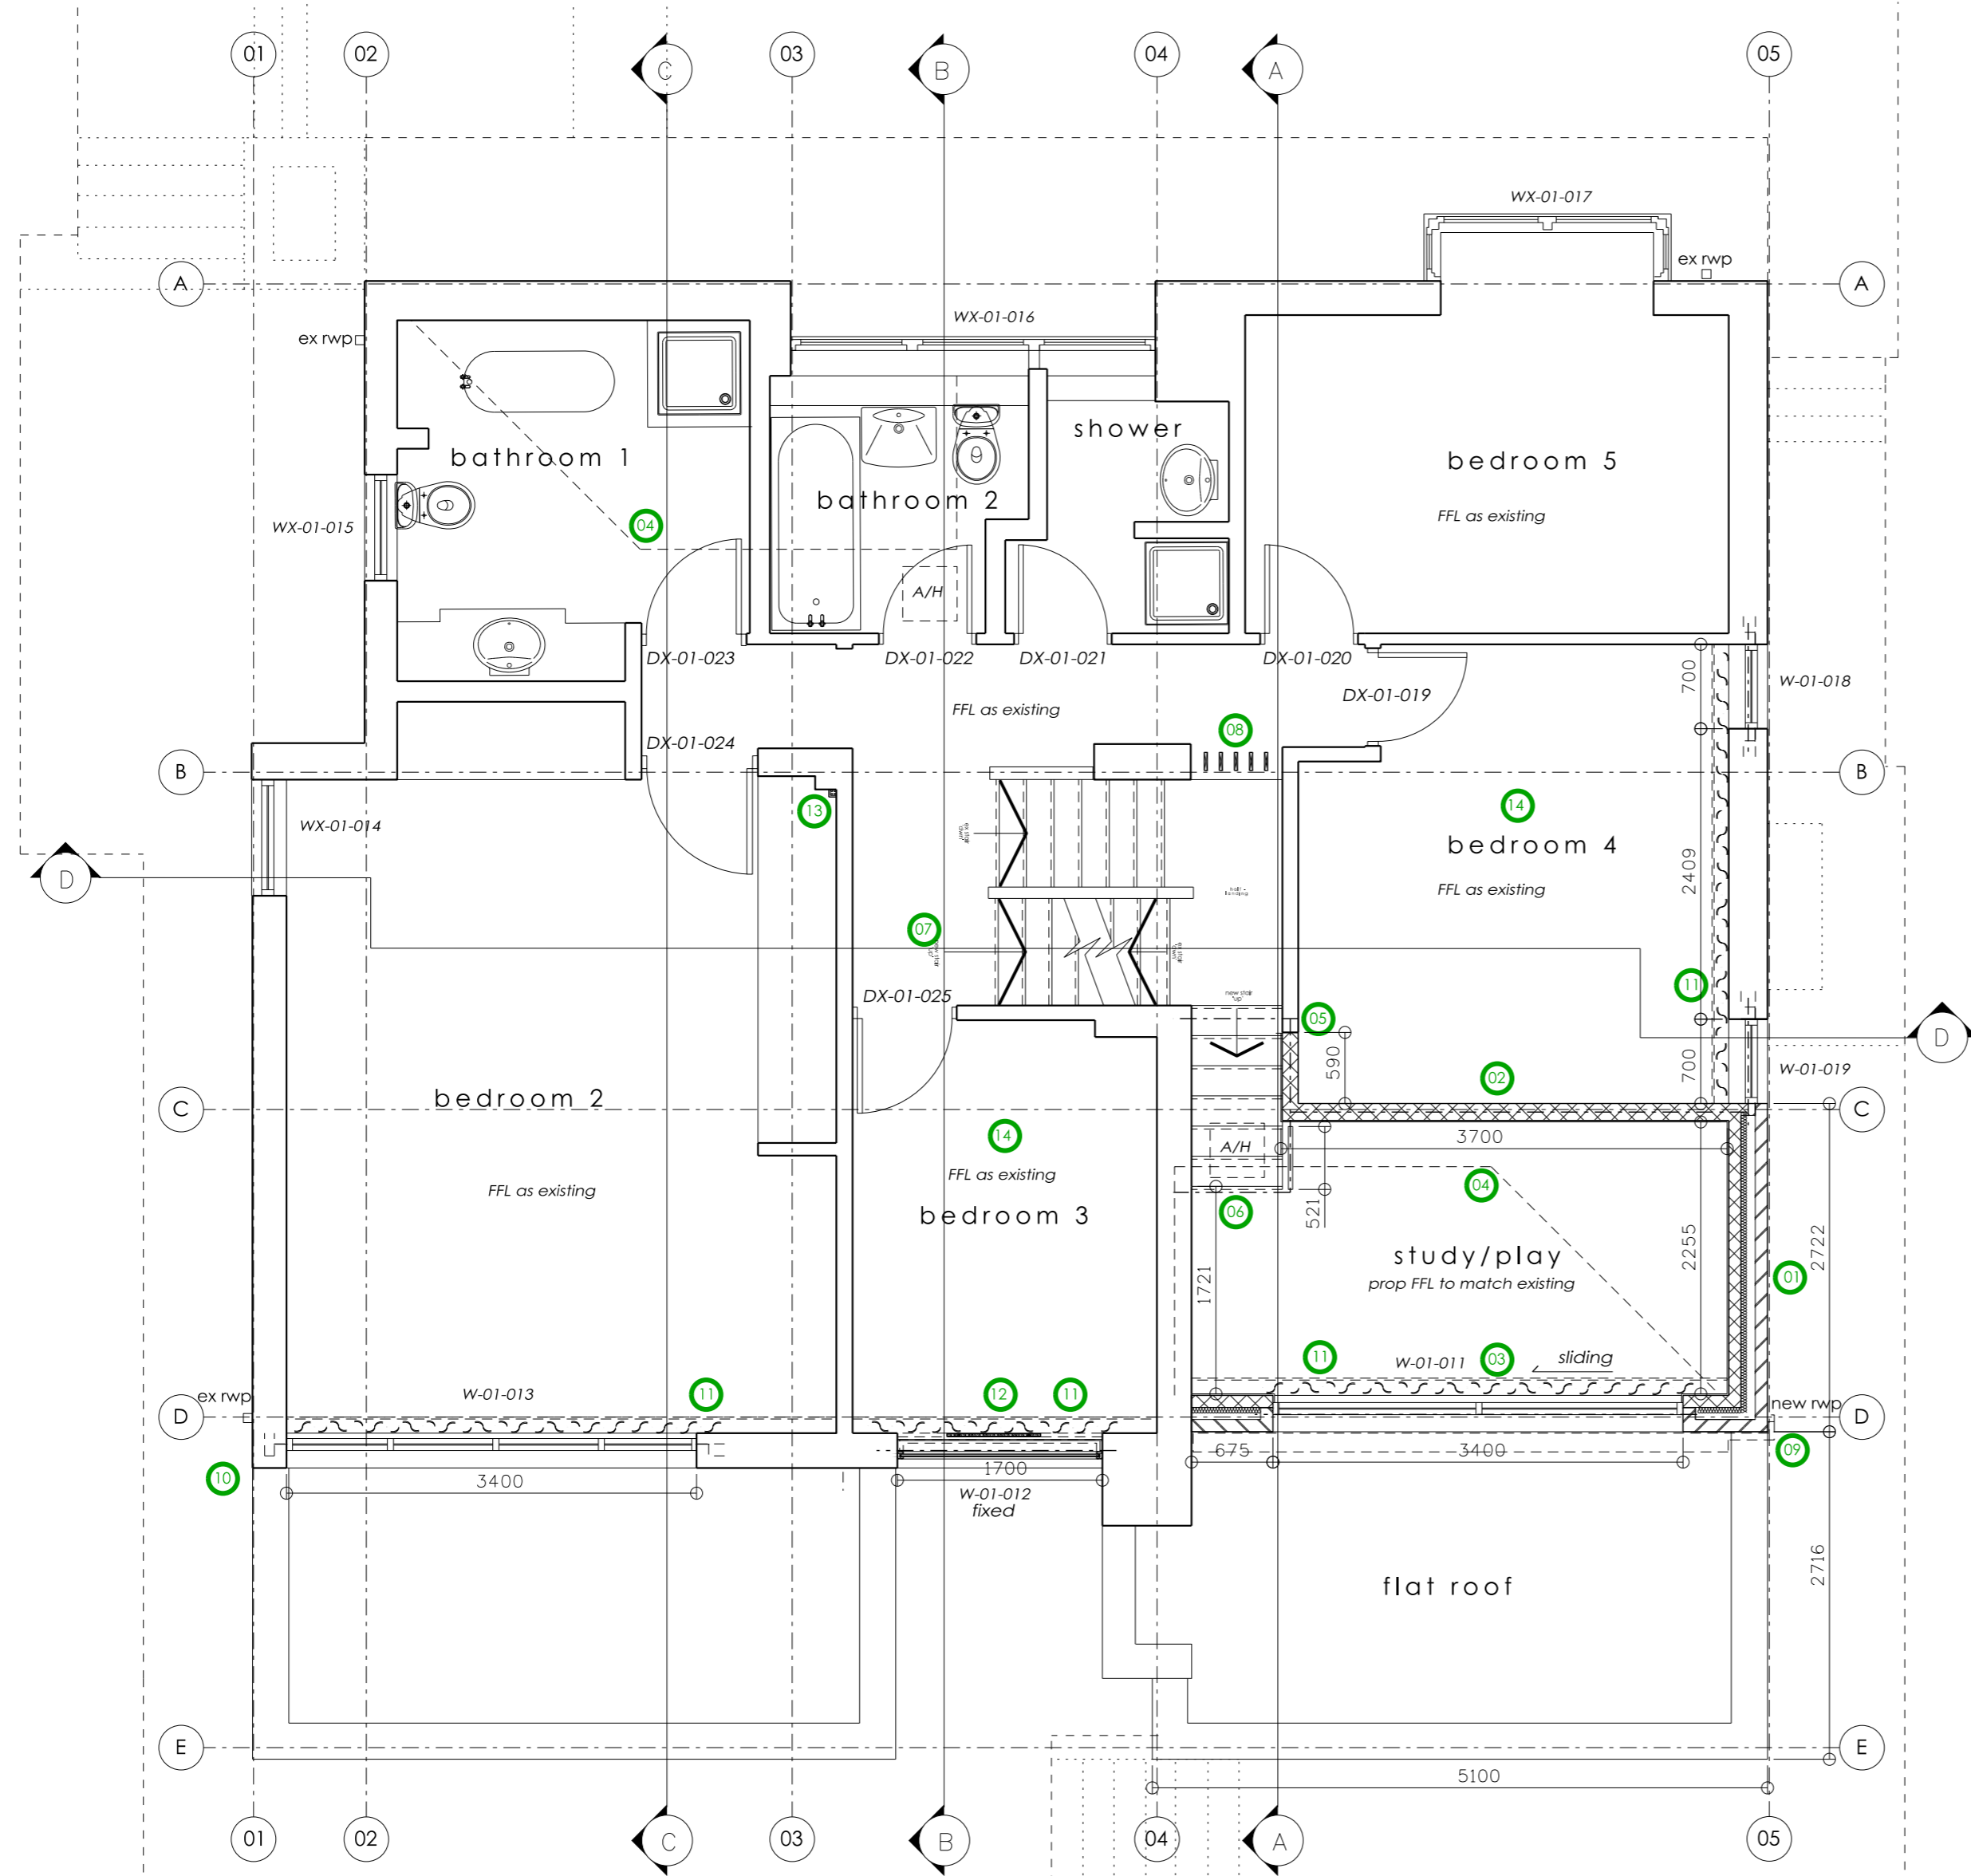 01
02
C
03
B
04
A
05
WX-01-017
ex rwp
A
A
WX-01-016
ex rwp
shower
bathroom 1
bedroom 5
bathroom 2
WX-01-015
04
FFL as existing
A/H
DX-01-023
DX-01-022
DX-01-021
DX-01-020
DX-01-019
700
W-01-018
FFL as existing
08
DX-01-024
B
B
13
14
WX-01-014
bedroom 4
2409
D
FFL as existing
07
DX-01-025
11
new stair
"up"
05
D
590
02
700
W-01-019
bedroom 2
C
C
14
3700
A/H
FFL as existing
FFL as existing
04
06
521
bedroom 3
study/play
2255
2722
prop FFL to match existing
01
1721
11
03
sliding
W-01-011
W-01-013
11
12
11
ex rwp
new rwp
D
D
10
675
3400
09
3400
1700
W-01-012
fixed
2716
flat roof
E
E
5100
01
02
C
03
B
04
A
05